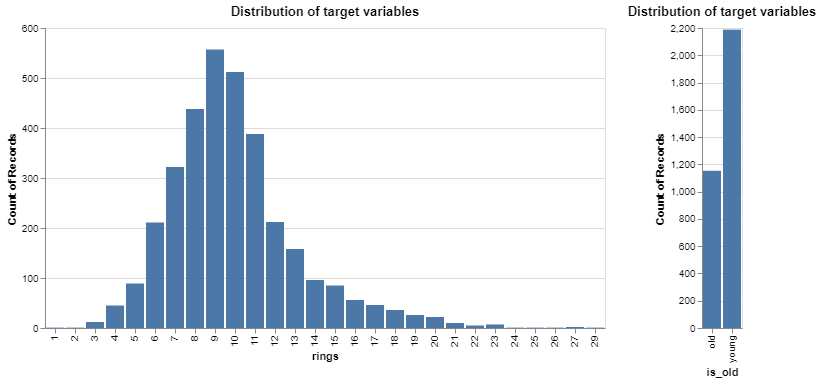 Distribution of target variables
600
500
400
300
200
100
0
Count of Records
1 2 3 4 5 6 7 8 9 10 11 12 13 14 15 16 17 18 19 20 21 22 23 24 25 26 27 29
rings
Distribution of target variables
2,200
2,000
1,800
1,600
1,400
1,200
1,000
800
600
400
200
0
Count of Records
old young
is_old